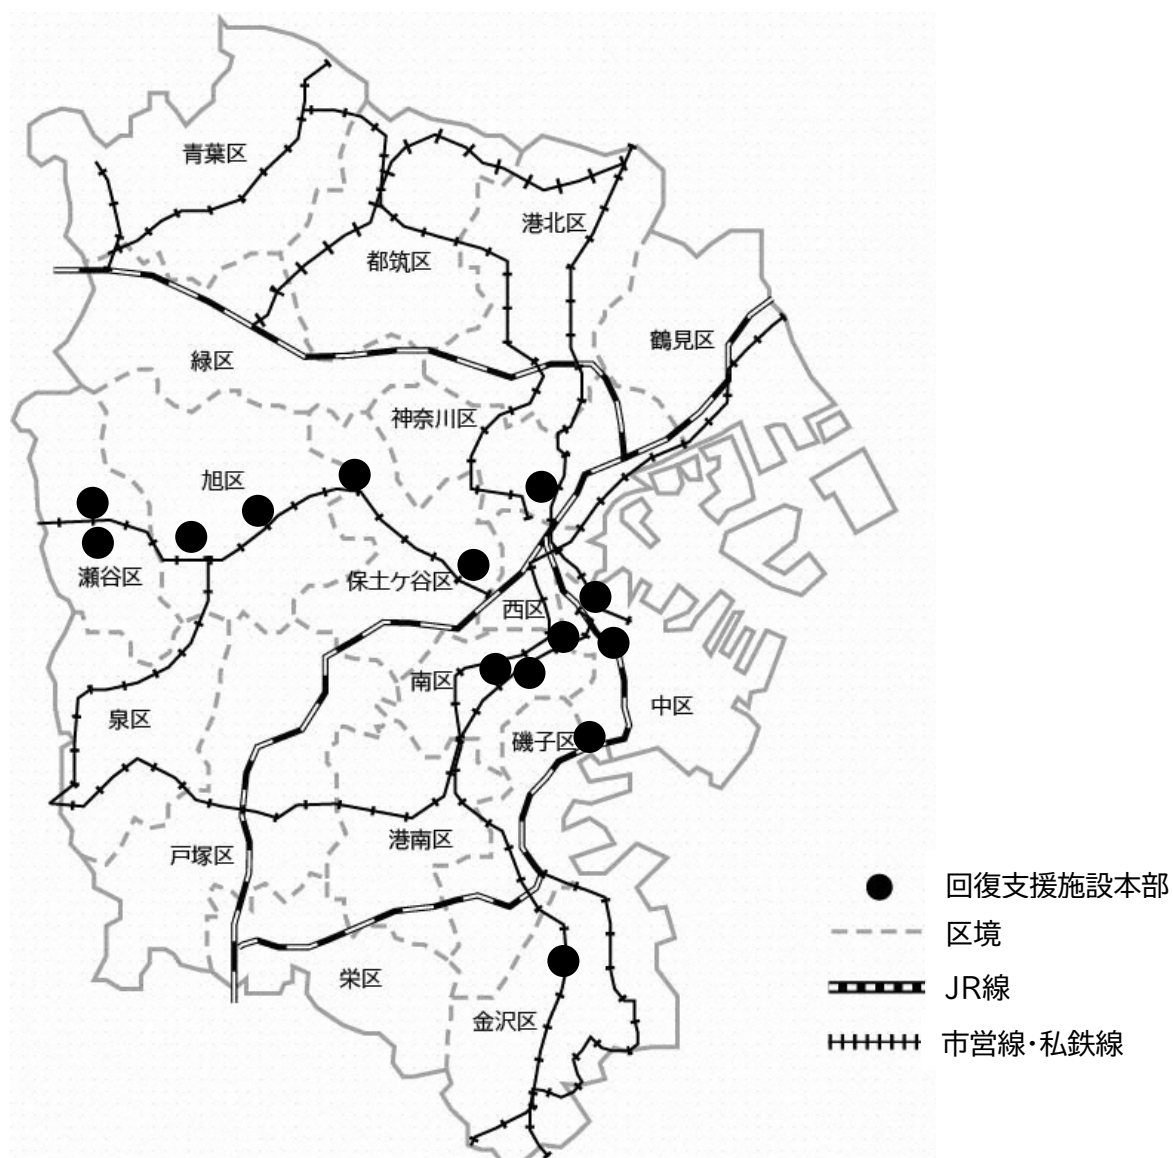 青葉区
港北区
都筑区
鶴見区
緑区
神奈川区
旭区
瀬谷区
保土ケ谷区
西区
南区
中区
泉区
磯子区
港南区
戸塚区
栄区
金沢区
回復支援施設本部
区境
JR線
市営線・私鉄線